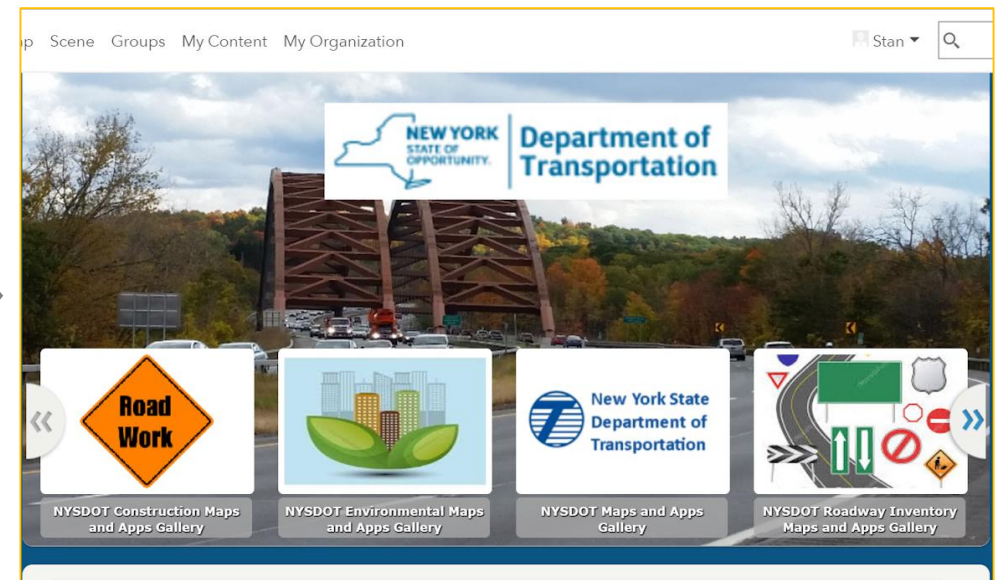 p Scene Groups My Content My Organization Stan
NEW YORK
STATE OF
OPPORTUNITY.
Department of
Transportation
Road
Work
New York State
Department of
Transportation
NYSDOT Construction Maps
and Apps Gallery
NYSDOT Environmental Maps
and Apps Gallery
NYSDOT Maps and Apps
Gallery
NYSDOT Roadway Inventory
Maps and Apps Gallery